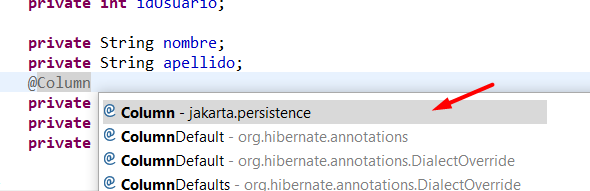 private int idUsuario;
private String nombre;
private String apellido;
@Column
private
private
private
@ Column - jakarta.persistence
@ ColumnDefault - org.hibernate.annotations
@ ColumnDefault - org.hibernate.annotations.DialectOverride
@ ColumnDefaults - org.hibernate.annotations.DialectOverride